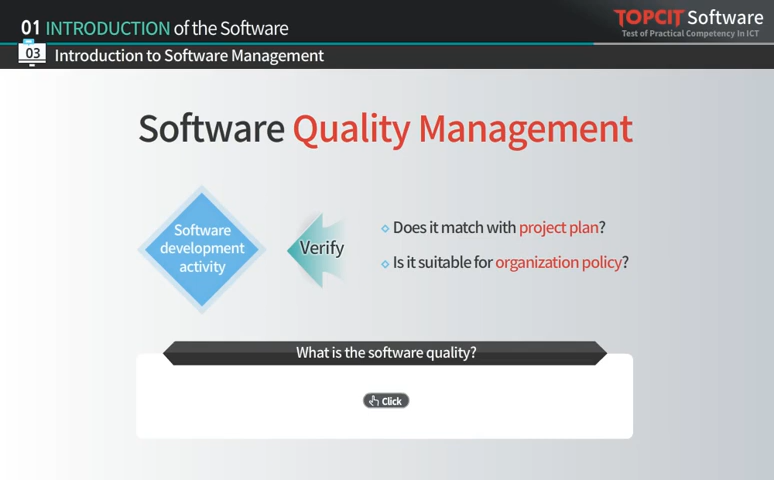 01 INTRODUCTION of the Software
TOPCIT Software
Test of Practical Competency In ICT
03 Introduction to Software Management
Software Quality Management
Software
development
activity
Verify
Does it match with project plan?
Is it suitable for organization policy?
What is the software quality?
Click